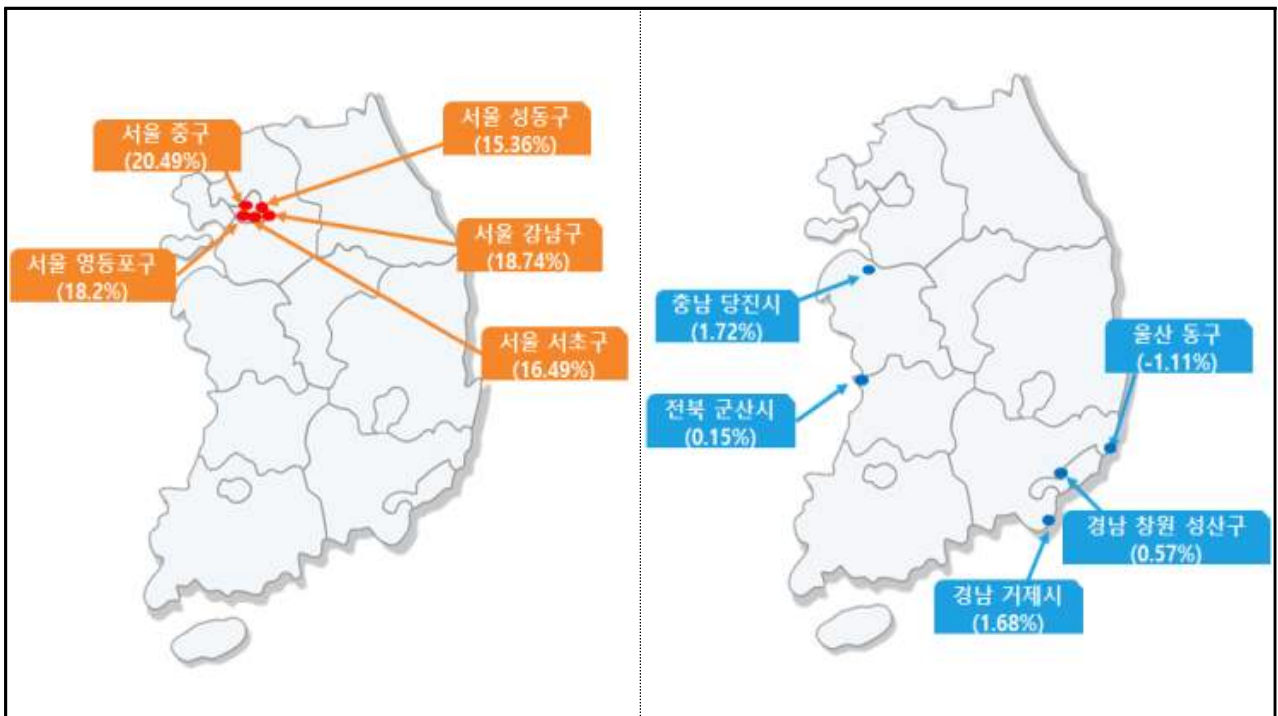 서울 중구
(20.49%)
서울 성동구
(15.36%)
서울 영등포구
(18.2%)
서울 강남구
(18.74%)
서울 서초구
(16.49%)
충남 당진시
(1.72%)
울산 동구
(-1.11%)
전북 군산시
(0.15%)
경남 창원 성산구
(0.57%)
경남 거제시
(1.68%)